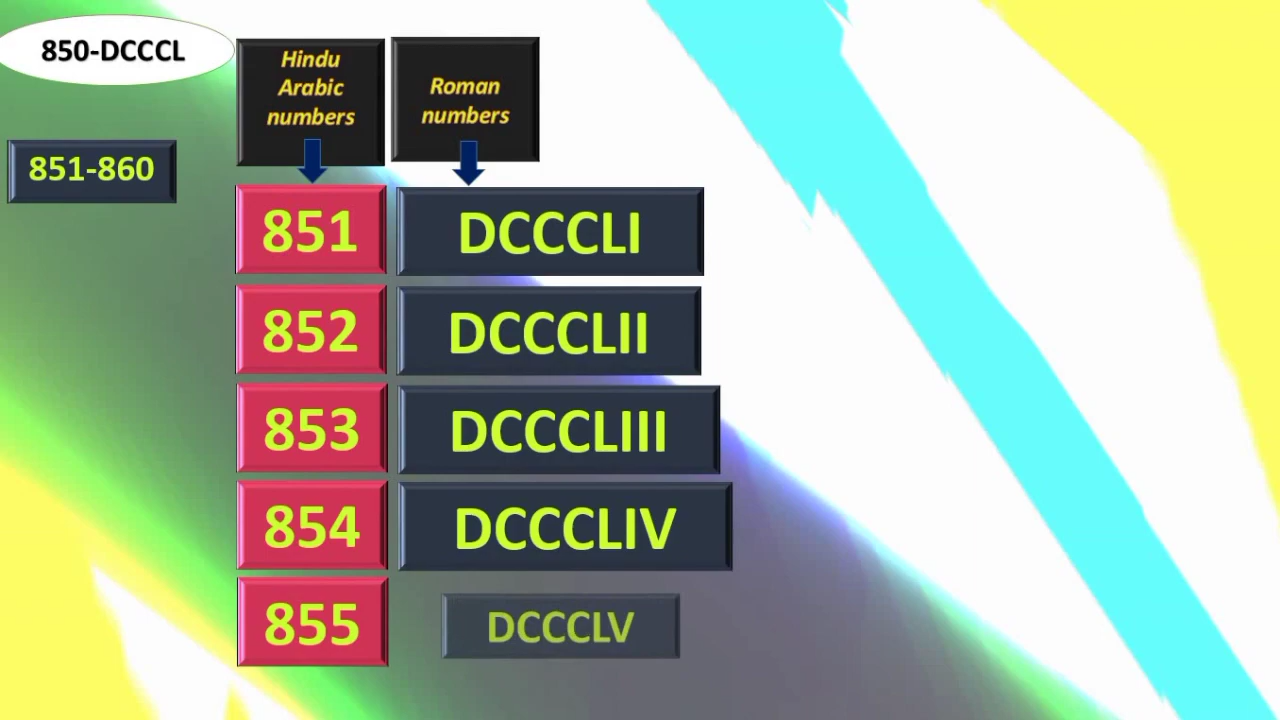 850-DCCCL
851-860
Hindu
Arabic
numbers
Roman
numbers
851 DCCCLI
852 DCCCLII
853 DCCCLIII
854 DCCCLIV
855 DCCCLV